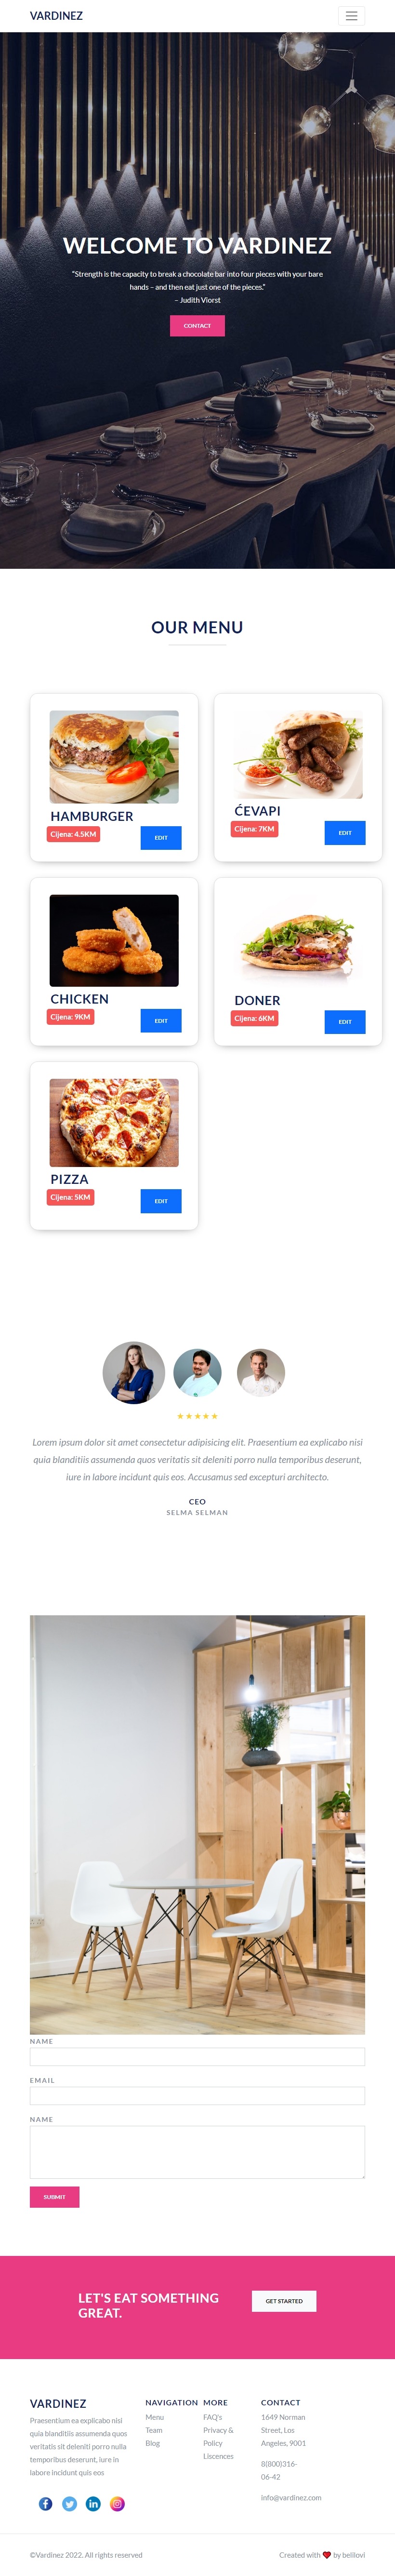 VARDINEZ
WELCOME TO VARDINEZ
"Strength is the capacity to break a chocolate bar into four pieces with your bare
hands – and then eat just one of the pieces."
– Judith Viorst
CONTACT
OUR MENU
HAMBURGER
Cijena: 4.5KM
EDIT
ĆEVAPI
Cijena: 7KM
EDIT
CHICKEN
Cijena: 9KM
EDIT
DONER
Cijena: 6KM
EDIT
PIZZA
Cijena: 5KM
EDIT
Lorem ipsum dolor sit amet consectetur adipisicing elit. Praesentium ea explicabo nisi
quia blanditiis assumenda quos veritatis sit deleniti porro nulla temporibus deserunt,
iure in labore incidunt quis eos. Accusamus sed excepturi architecto.
CEO
SELMA SELMAN
NAME
EMAIL
NAME
SUBMIT
LET'S EAT SOMETHING
GREAT.
GET STARTED
VARDINEZ
Praesentium ea explicabo nisi
quia blanditiis assumenda quos
veritatis sit deleniti porro nulla
temporibus deserunt, iure in
labore incidunt quis eos
NAVIGATION
Menu
Team
Blog
MORE
FAQ's
Privacy &
Policy
Liscences
CONTACT
1649 Norman
Street, Los
Angeles, 9001
8(800)316-
06-42
info@vardinez.com
©Vardinez 2022. All rights reserved
Created with ❤ by belilovi